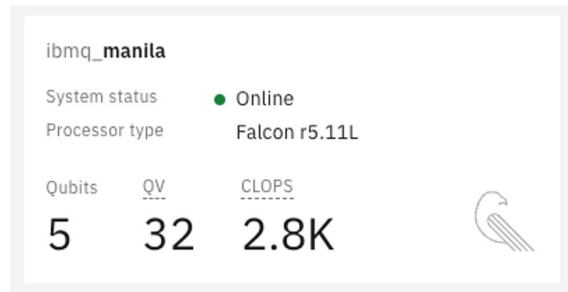 ibmq_manila
System status Online
Processor type Falcon r5.11L
Qubits QV CLOPS
5 32 2.8K